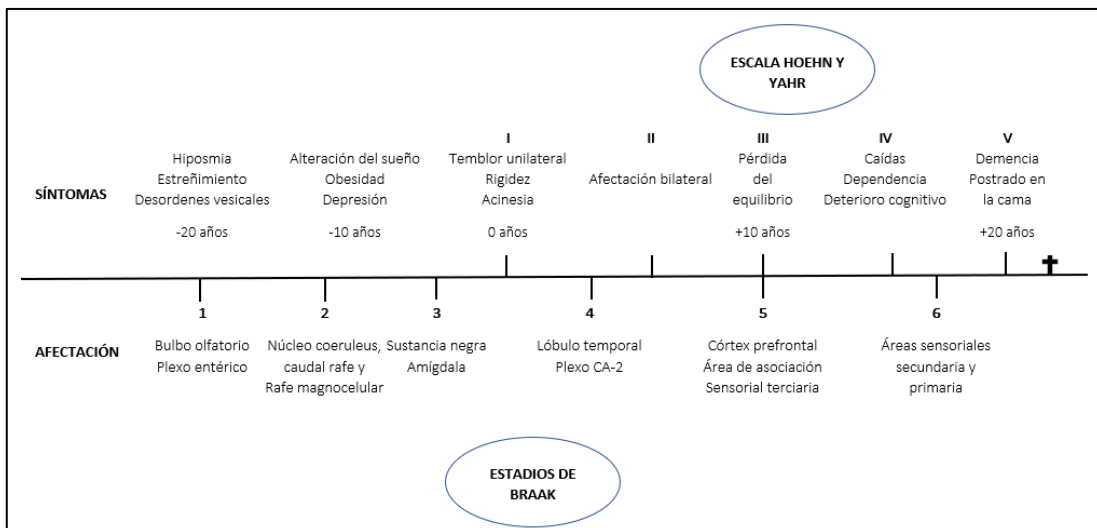 ESCALA HOEHN Y
YAHR
SÍNTOMAS
Hiposmia
Estreñimiento
Desordenes vesicales
-20 años
Alteración del sueño
Obesidad
Depresión
-10 años
I
Temblor unilateral
Rigidez
Acinesia
0 años
II
Afectación bilateral
III
Pérdida
del
equilibrio
+10 años
IV
Caídas
Dependencia
Deterioro cognitivo
V
Demencia
Postrado en
la cama
+20 años
AFECTACIÓN
1
Bulbo olfatorio
Plexo entérico
2
Núcleo coeruleus,
caudal rafe y
Rafe magnocelular
3
Sustancia negra
Amígdala
4
Lóbulo temporal
Plexo CA-2
5
Córtex prefrontal
Área de asociación
Sensorial terciaria
6
Áreas sensoriales
secundaria y
primaria
ESTADIOS DE
BRAAK